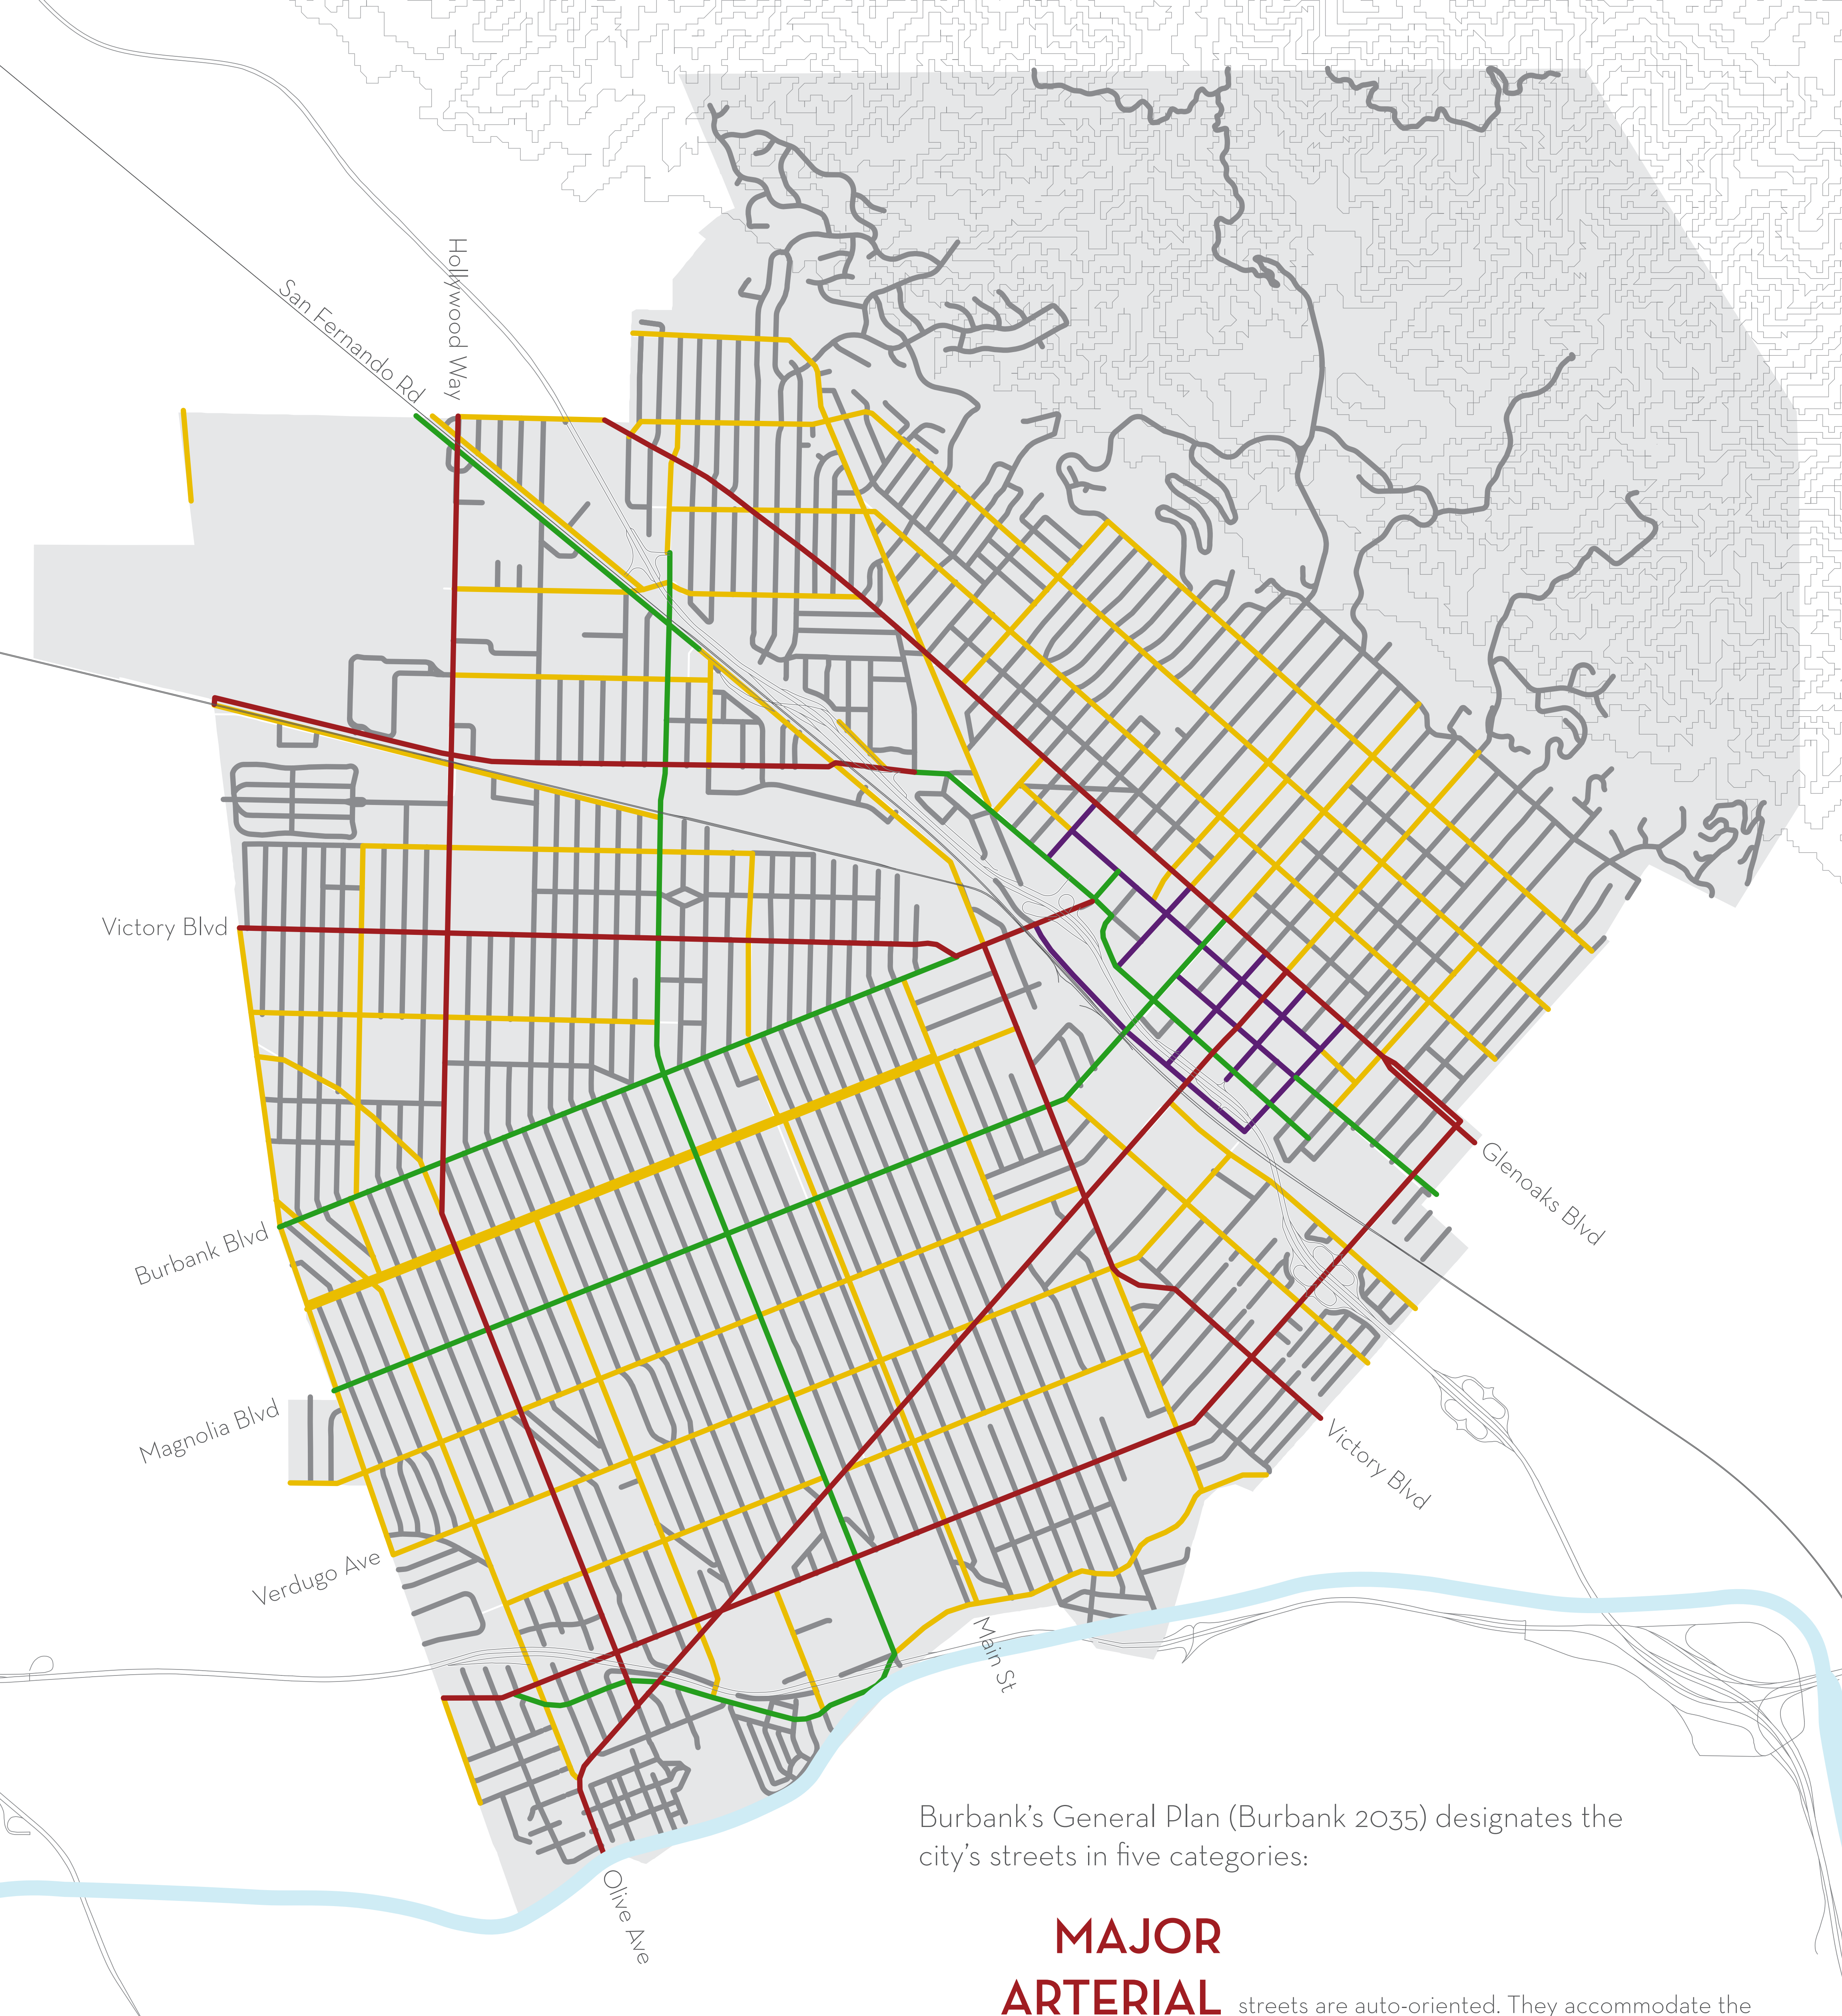 Hollywood Way
San Fernando Rd
Victory Blvd
Burbank Blvd
Glenoaks Blvd
Magnolia Blvd
Victory Blvd
Verdugo Ave
Main St
Olive Ave
Burbank's General Plan (Burbank 2035) designates the
city's streets in five categories:
MAJOR
ARTERIAL streets are auto-oriented. They accommodate the